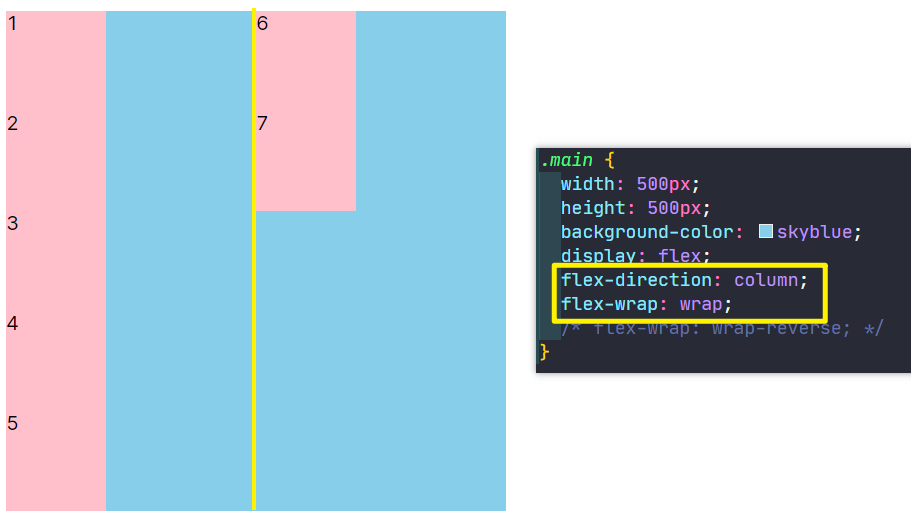 1
2
3
4
5
6
7
.main {
width: 500px;
height: 500px;
background-color: skyblue;
display: flex;
flex-direction: column;
flex-wrap: wrap;
/* flex-wrap: wrap-reverse; */
}